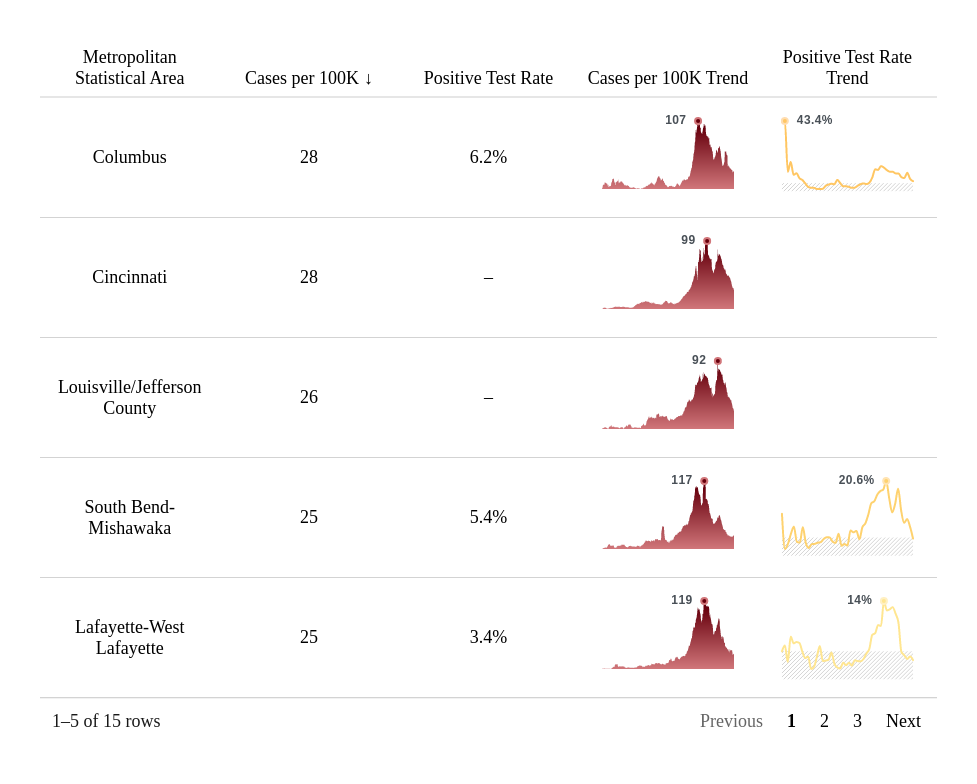 Metropolitan
Statistical Area
Cases per 100K ↓
Positive Test Rate
Cases per 100K Trend
Positive Test Rate
Trend
Columbus
28
6.2%
107
43.4%
Cincinnati
28
–
99
Louisville/Jefferson
County
26
–
92
South Bend-
Mishawaka
25
5.4%
117
20.6%
Lafayette-West
Lafayette
25
3.4%
119
14%
1–5 of 15 rows
Previous 1 2 3 Next